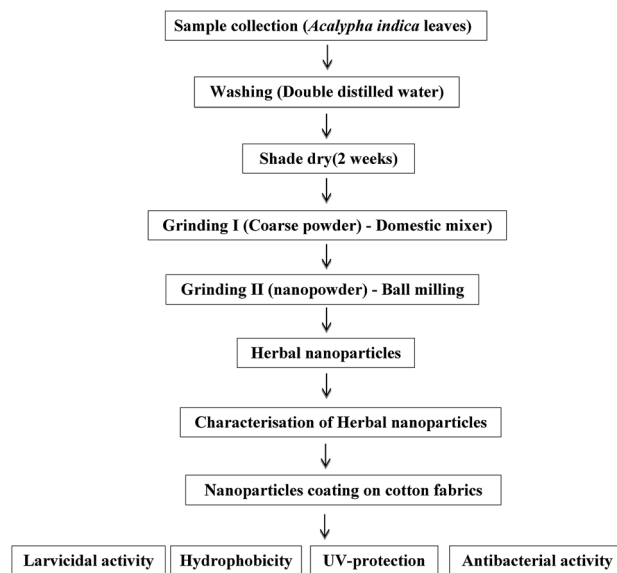 Sample collection (Acalypha indica leaves)
Washing (Double distilled water)
Shade dry(2 weeks)
Grinding I (Coarse powder) - Domestic mixer)
Grinding II (nanopowder) - Ball milling
Herbal nanoparticles
Characterisation of Herbal nanoparticles
Nanoparticles coating on cotton fabrics
Larvicidal activity Hydrophobicity UV-protection Antibacterial activity